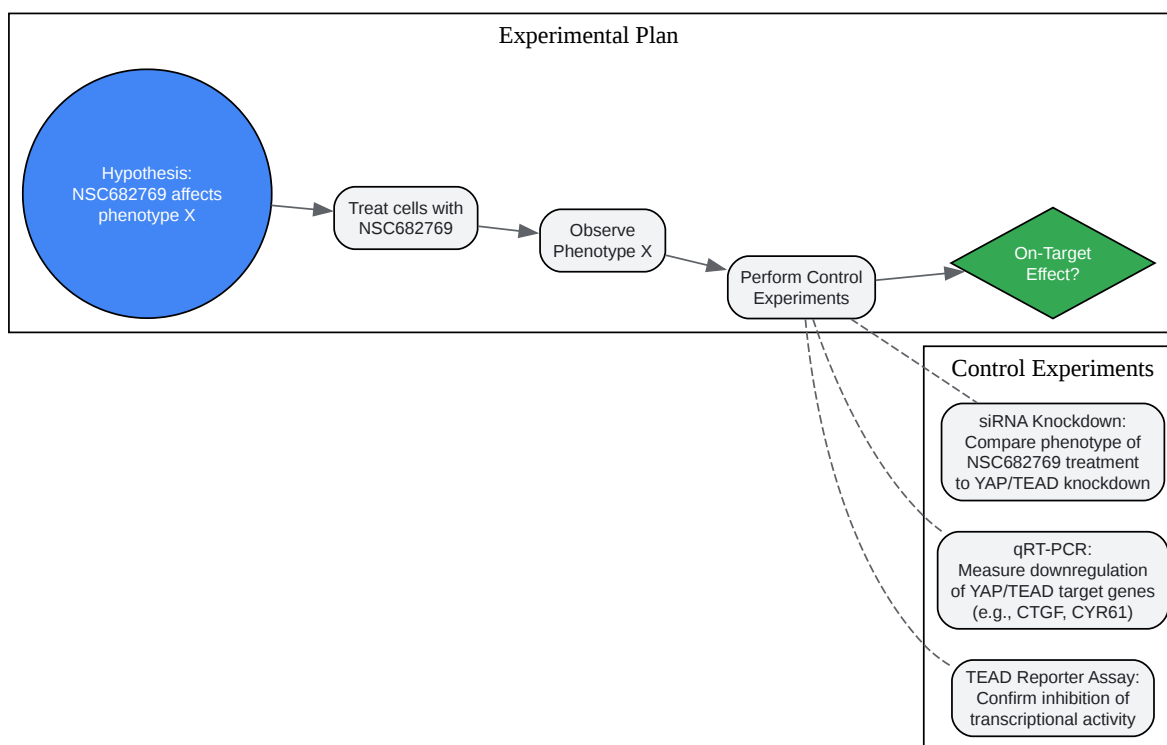 Experimental Plan
Hypothesis:
NSC682769 affects
phenotype X
Treat cells with
NSC682769
Observe
Phenotype X
Perform Control
Experiments
On-Target
Effect?
Control Experiments
siRNA Knockdown:
Compare phenotype of
NSC682769 treatment
to YAP/TEAD knockdown
qRT-PCR:
Measure downregulation
of YAP/TEAD target genes
(e.g., CTGF, CYR61)
TEAD Reporter Assay:
Confirm inhibition of
transcriptional activity